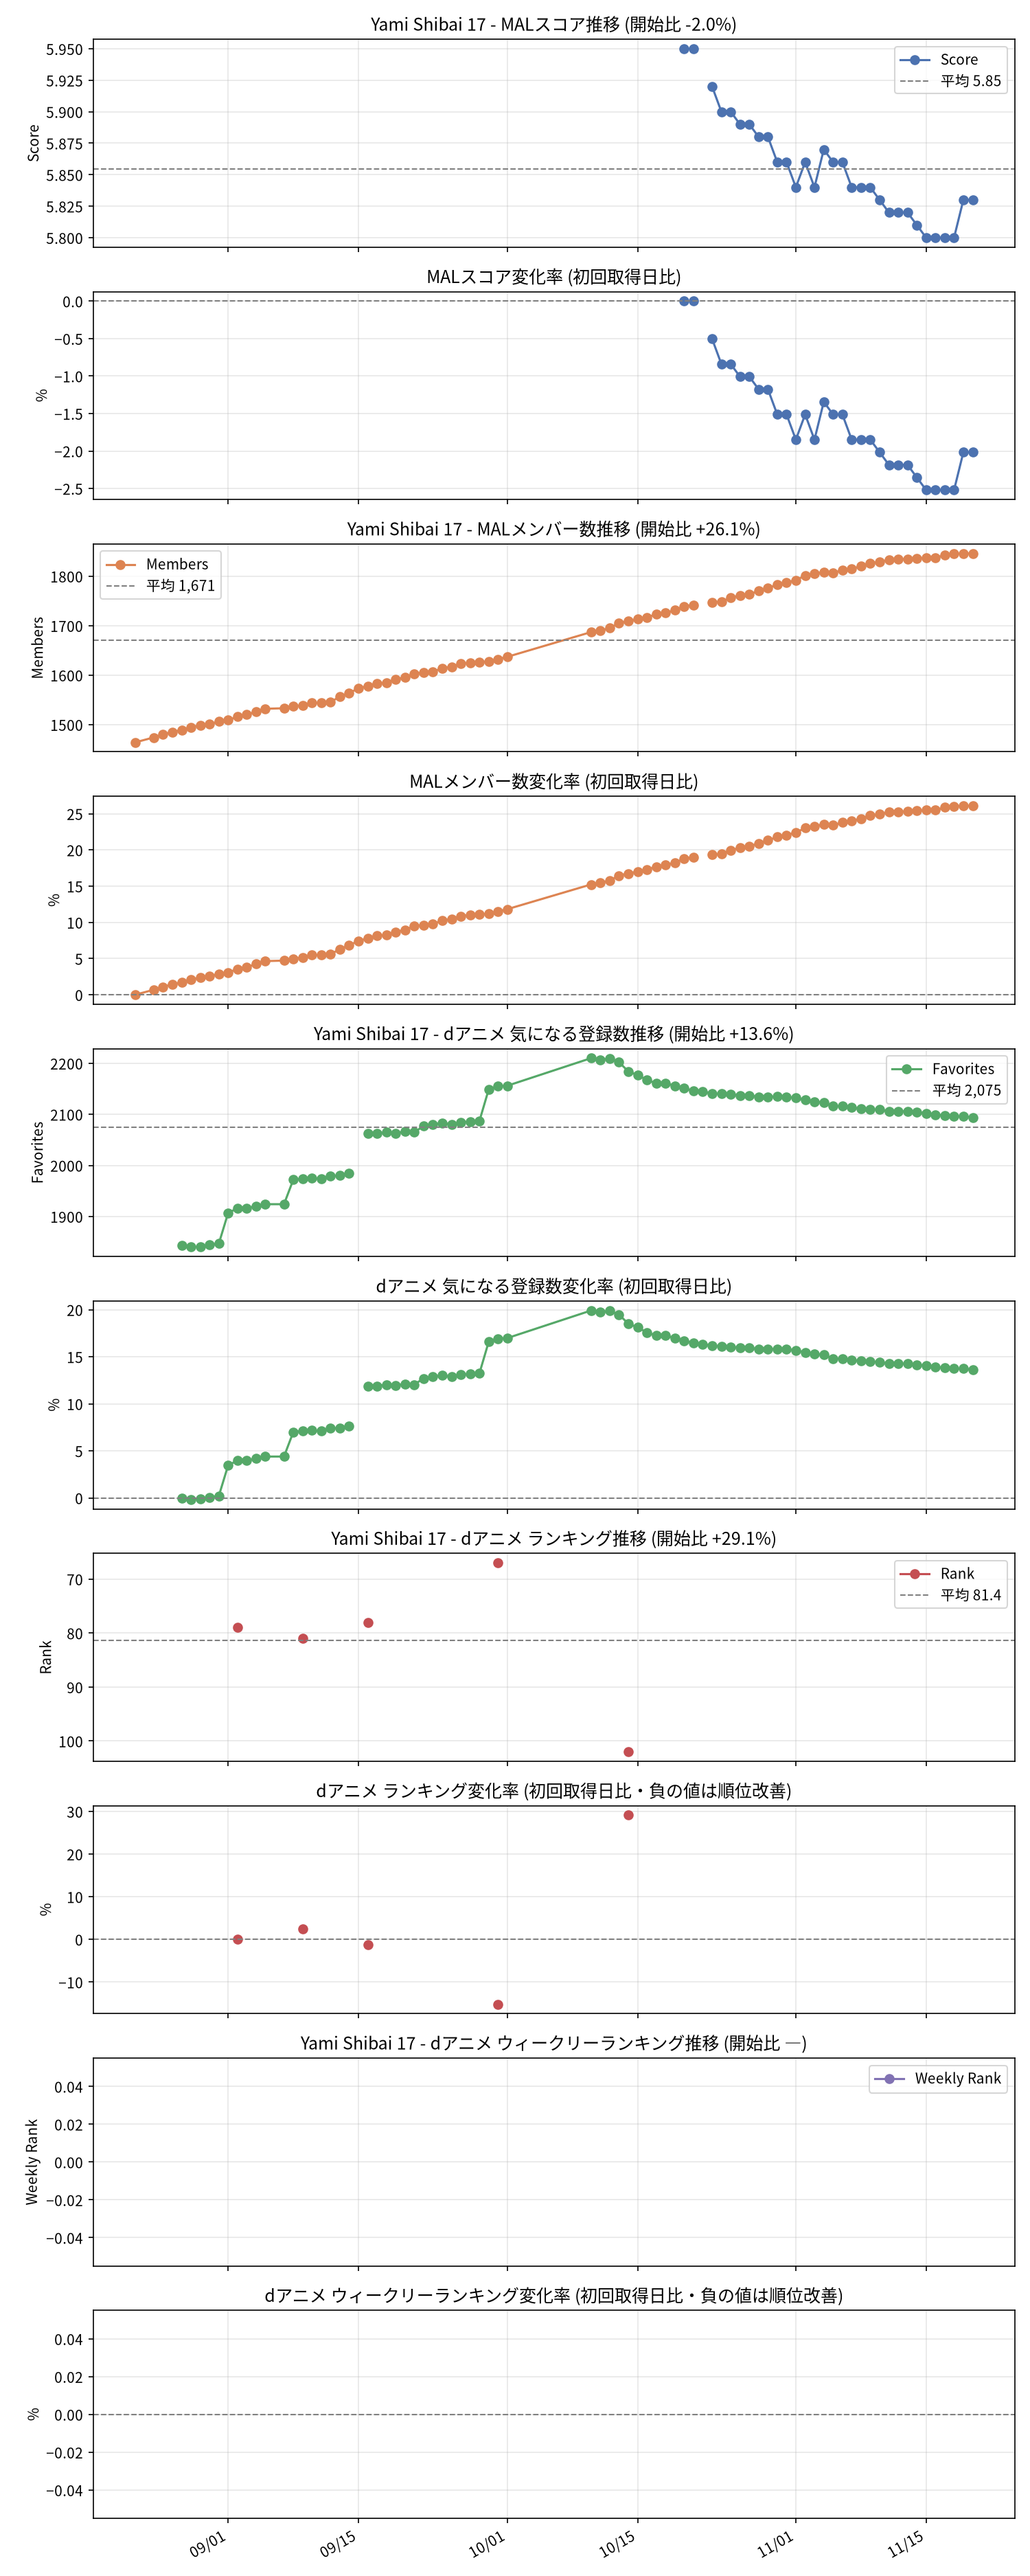 Yami Shibai 17 - MALスコア推移 (開始比 -2.0%)
Score
5.950
5.925
5.900
5.875
5.850
5.825
5.800
Score
平均 5.85
MALスコア変化率 (初回取得日比)
%
0.0
−0.5
−1.0
−1.5
−2.0
−2.5
Yami Shibai 17 - MALメンバー数推移 (開始比 +26.1%)
Members
1800
1700
1600
1500
Members
平均 1,671
MALメンバー数変化率 (初回取得日比)
%
25
20
15
10
5
0
Yami Shibai 17 - dアニメ 気になる登録数推移 (開始比 +13.6%)
Favorites
2200
2100
2000
1900
Favorites
平均 2,075
dアニメ 気になる登録数変化率 (初回取得日比)
%
20
15
10
5
0
Yami Shibai 17 - dアニメ ランキング推移 (開始比 +29.1%)
Rank
70
80
90
100
Rank
平均 81.4
dアニメ ランキング変化率 (初回取得日比・負の値は順位改善)
%
30
20
10
0
−10
Yami Shibai 17 - dアニメ ウィークリーランキング推移 (開始比 —)
Weekly Rank
0.04
0.02
0.00
−0.02
−0.04
Weekly Rank
dアニメ ウィークリーランキング変化率 (初回取得日比・負の値は順位改善)
%
0.04
0.02
0.00
−0.02
−0.04
09/01
09/15
10/01
10/15
11/01
11/15